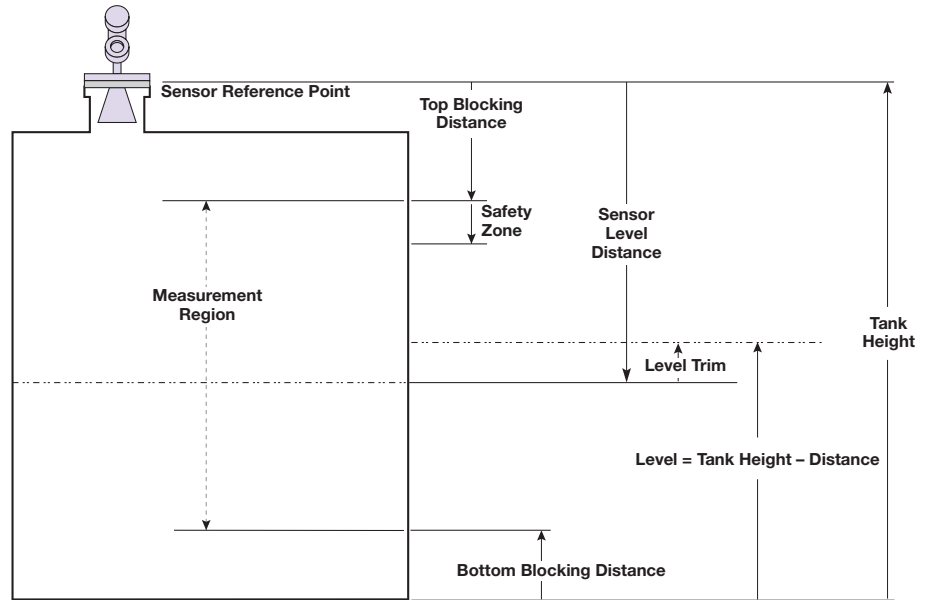 Sensor Reference Point
Top Blocking
Distance
Safety
Zone
Sensor
Level
Distance
Measurement
Region
Tank
Height
Level Trim
Level = Tank Height – Distance
Bottom Blocking Distance